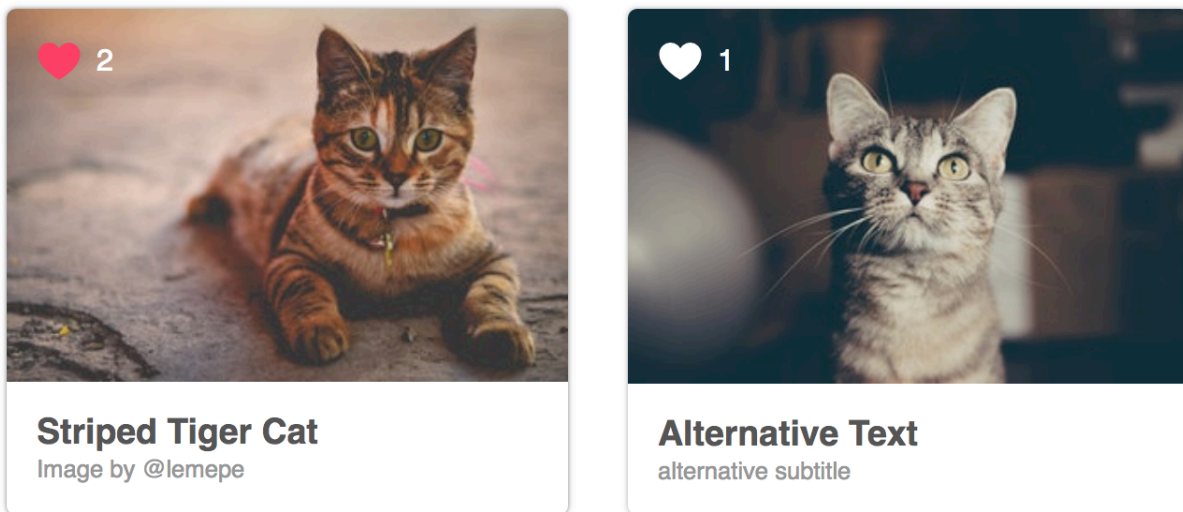 2
Striped Tiger Cat
Image by @lemepe
1
Alternative Text
alternative subtitle